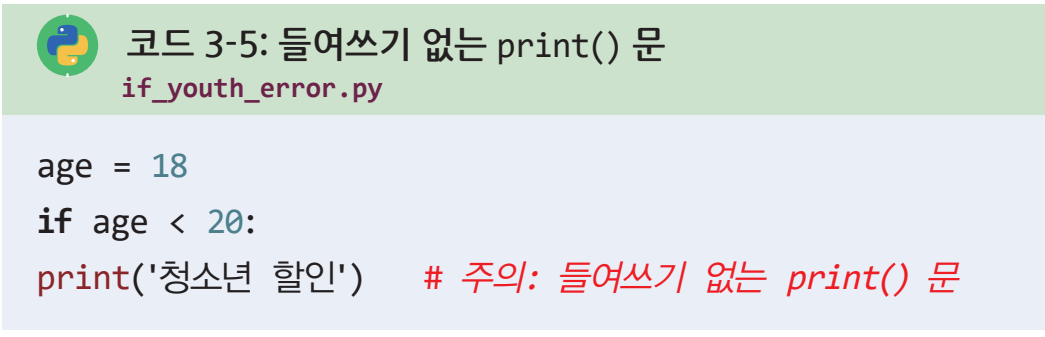 코드 3-5: 들여쓰기 없는 print() 문
if_youth_error.py
age = 18
if age < 20:
print('청소년 할인') # 주의: 들여쓰기 없는 print() 문